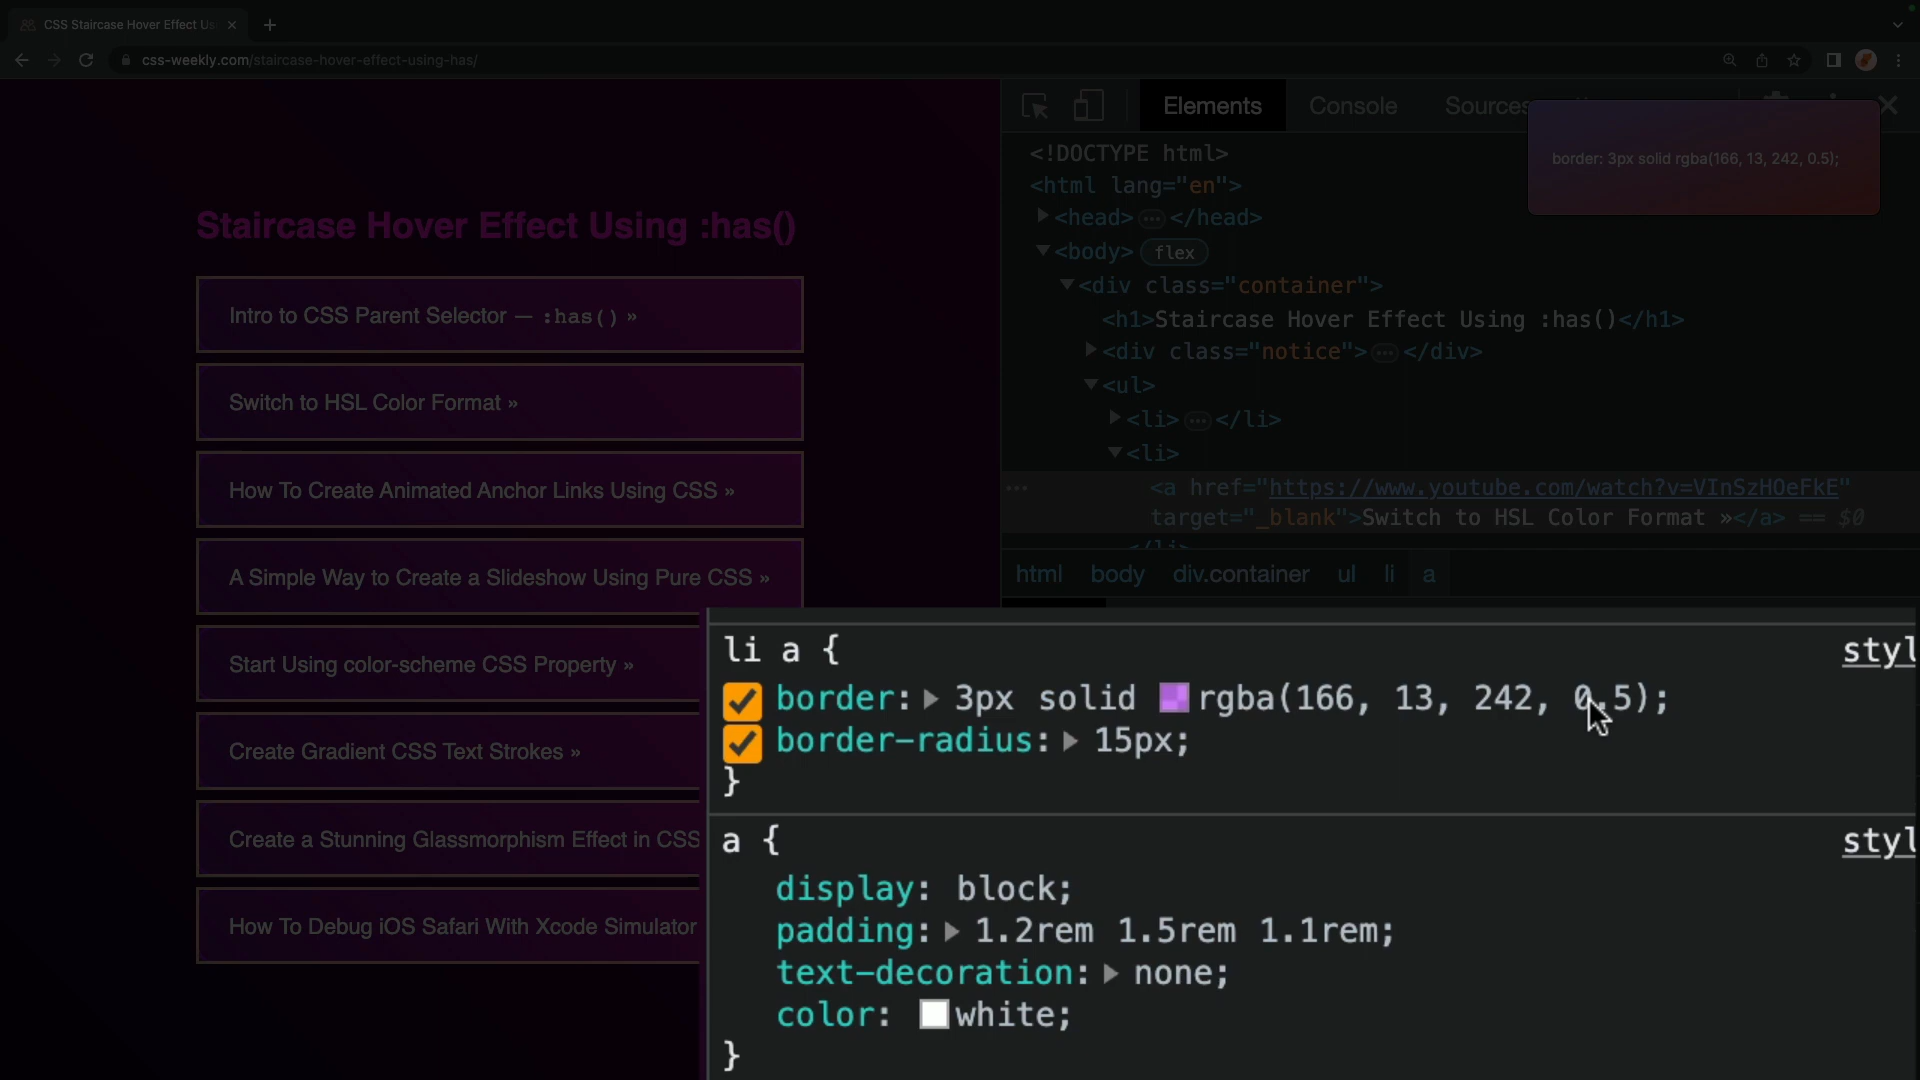 CSS Staircase Hover Effect Us
css-weekly.com/staircase-hover-effect-using-has/
Staircase Hover Effect Using :has()
Intro to CSS Parent Selector — :has() »
Switch to HSL Color Format »
How To Create Animated Anchor Links Using CSS »
A Simple Way to Create a Slideshow Using Pure CSS »
Start Using color-scheme CSS Property »
Create Gradient CSS Text Strokes »
Create a Stunning Glassmorphism Effect in CSS
How To Debug iOS Safari With Xcode Simulator
Elements Console Sources
border: 3px solid rgba(166, 13, 242, 0.5);
<!DOCTYPE html>
<html lang="en">
<head> … </head>
<body> flex
<div class="container">
<h1>Staircase Hover Effect Using :has()</h1>
<div class="notice"> … </div>
<ul>
<li> … </li>
<li>
… <a href="https://www.youtube.com/watch?v=VInSzHOeFkE"
target="_blank">Switch to HSL Color Format »</a> == $0
</li>
html body div.container ul li a
li a { styl
border: 3px solid rgba(166, 13, 242, 0.5);
border-radius: 15px;
}
a { styl
display: block;
padding: 1.2rem 1.5rem 1.1rem;
text-decoration: none;
color: white;
}